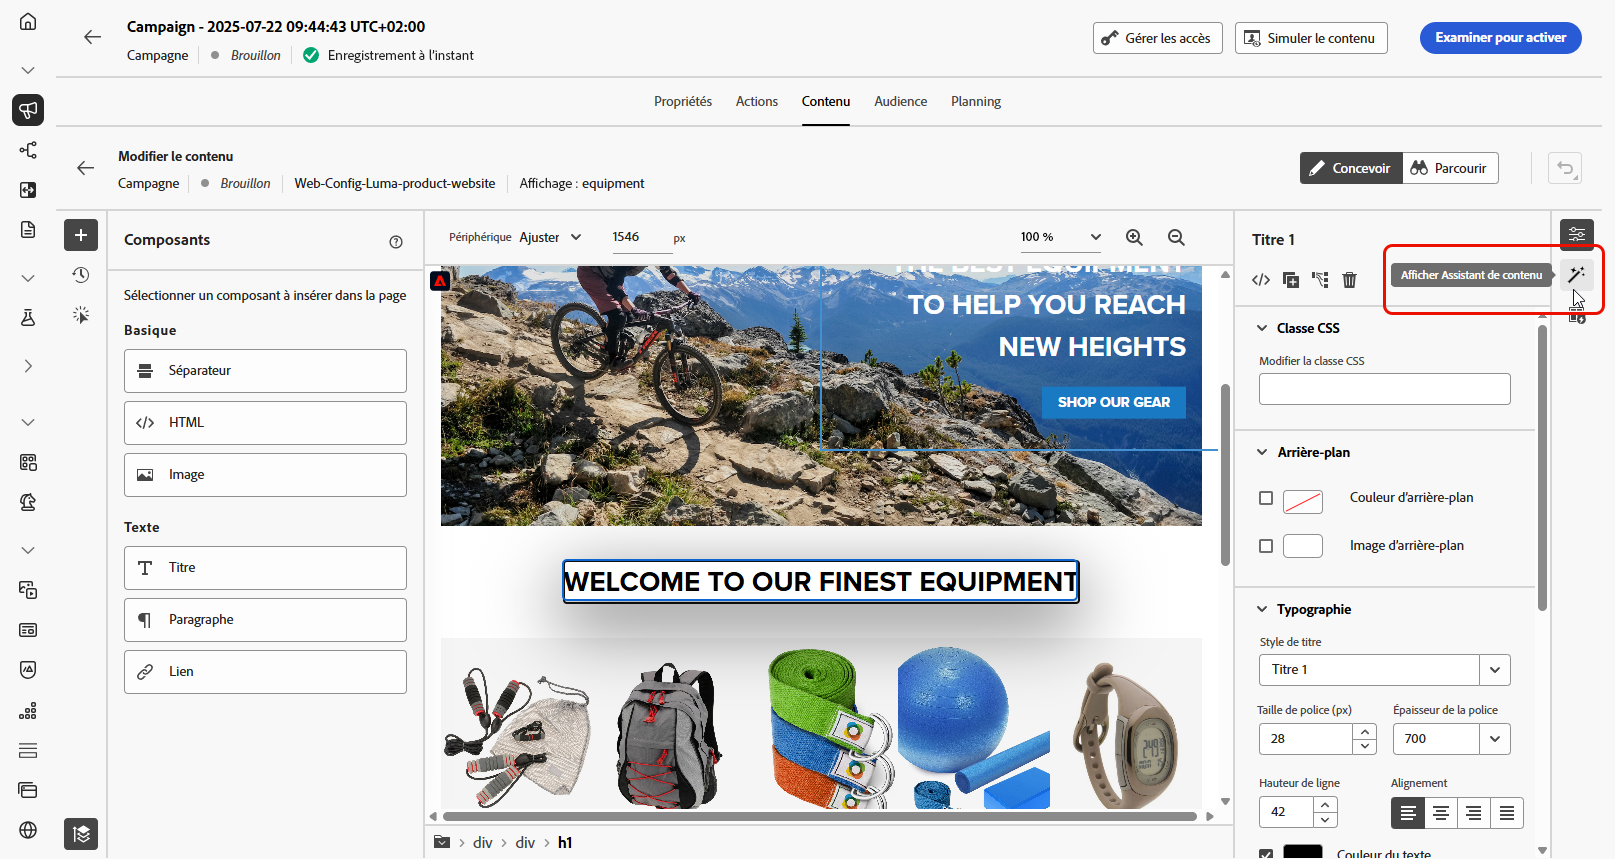 Campaign - 2025-07-22 09:44:43 UTC+02:00
Campagne
Brouillon
Enregistrement à l'instant
Gérer les accès
Simuler le contenu
Examiner pour activer
Propriétés
Actions
Contenu
Audience
Planning
Modifier le contenu
Campagne
Brouillon
Web-Config-Luma-product-website
Affichage : equipment
Concevoir
Parcourir
Composants
Sélectionner un composant à insérer dans la page
Basique
Séparateur
HTML
Image
Texte
Titre
Paragraphe
Lien
Périphérique
Ajuster
1546
px
100 %
THE BEST EQUIPMENT
TO HELP YOU REACH
NEW HEIGHTS
SHOP OUR GEAR
WELCOME TO OUR FINEST EQUIPMENT
div
div
h1
Titre 1
Afficher Assistant de contenu
Classe CSS
Modifier la classe CSS
Arrière-plan
Couleur d'arrière-plan
Image d'arrière-plan
Typographie
Style de titre
Titre 1
Taille de police (px)
Épaisseur de la police
28
700
Hauteur de ligne
Alignement
42
Couleur du texte